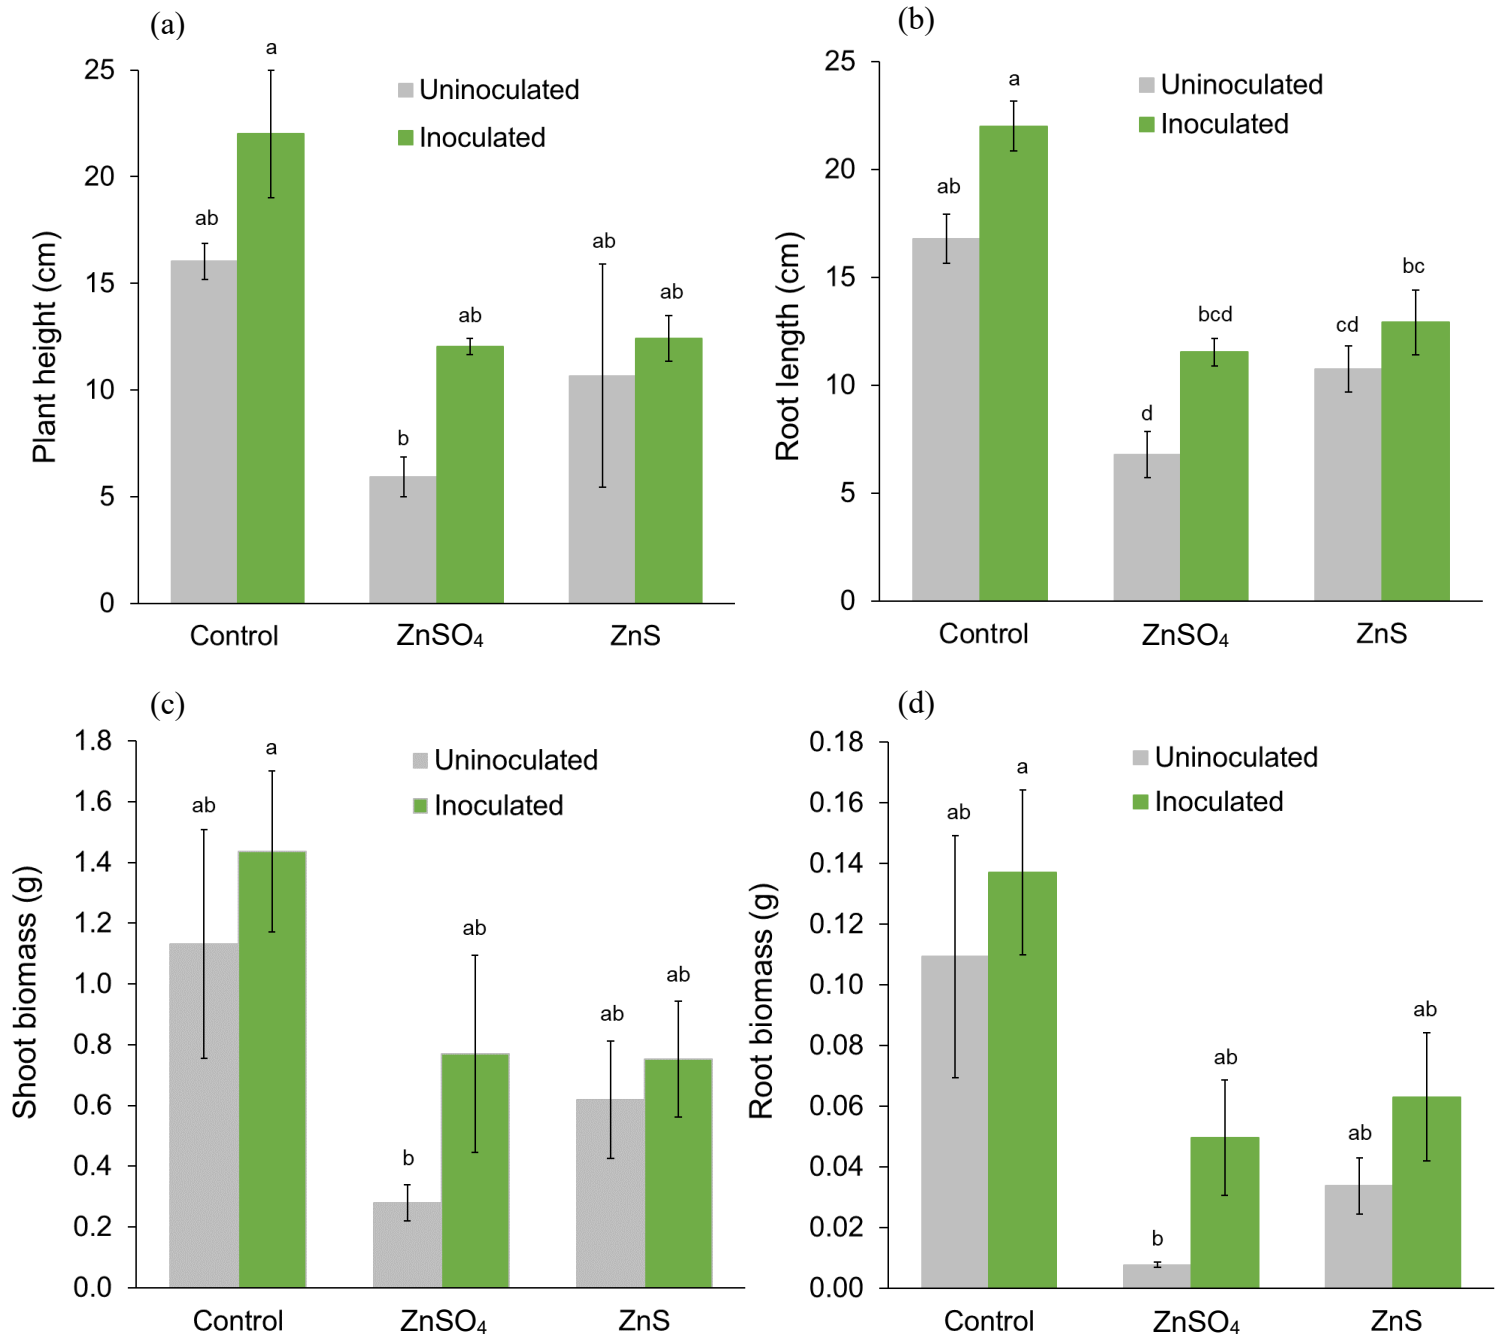 (a)
Plant height (cm)
25
20
15
10
5
0
Uninoculated
Inoculated
ab
a
b
ab
ab
ab
Control
ZnSO₄
ZnS
(b)
Root length (cm)
25
20
15
10
5
0
Uninoculated
Inoculated
ab
a
d
bcd
cd
bc
Control
ZnSO₄
ZnS
(c)
Shoot biomass (g)
1.8
1.6
1.4
1.2
1.0
0.8
0.6
0.4
0.2
0.0
Uninoculated
Inoculated
ab
a
b
ab
ab
ab
Control
ZnSO₄
ZnS
(d)
Root biomass (g)
0.18
0.16
0.14
0.12
0.10
0.08
0.06
0.04
0.02
0.00
Uninoculated
Inoculated
ab
a
b
ab
ab
ab
Control
ZnSO₄
ZnS